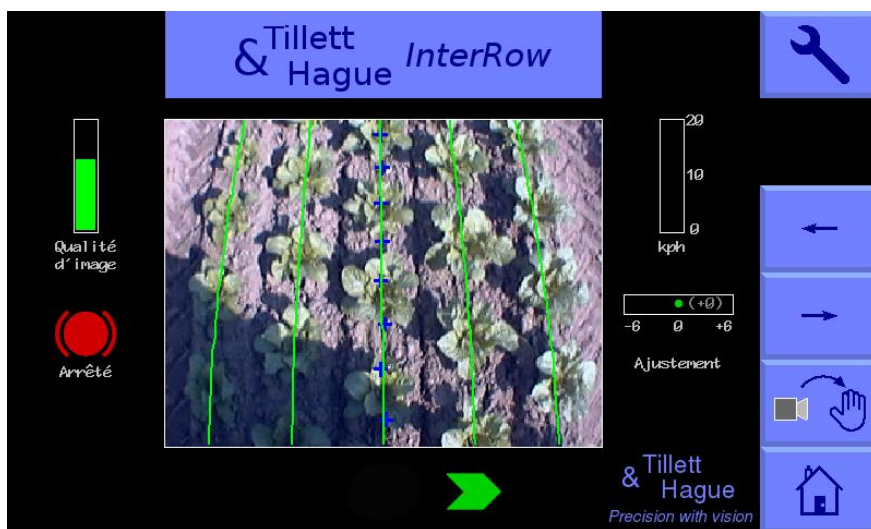 & Tillett
Hague
InterRow
Qualité
d'image
Arrêté
20
10
0
kph
(+0)
-6 0 +6
Ajustement
& Tillett
Hague
Precision with vision